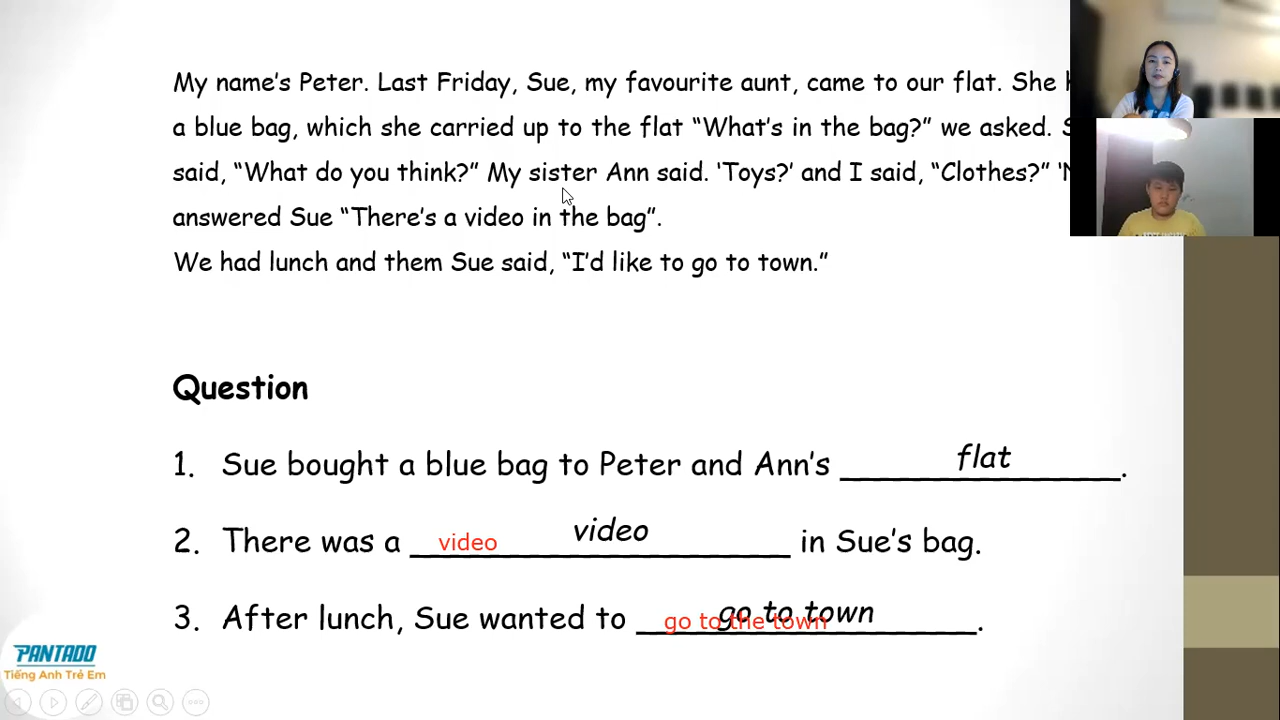 My name's Peter. Last Friday, Sue, my favourite aunt, came to our flat. She
a blue bag, which she carried up to the flat “What's in the bag?” we asked.
said, “What do you think?” My sister Ann said. ‘Toys?’ and I said, “Clothes?”
answered Sue “There's a video in the bag”.
We had lunch and them Sue said, “I'd like to go to town.”
Question
1. Sue bought a blue bag to Peter and Ann's flat.
2. There was a video video in Sue's bag.
3. After lunch, Sue wanted to go to the town go to town.
PANTADO
Tiếng Anh Trẻ Em